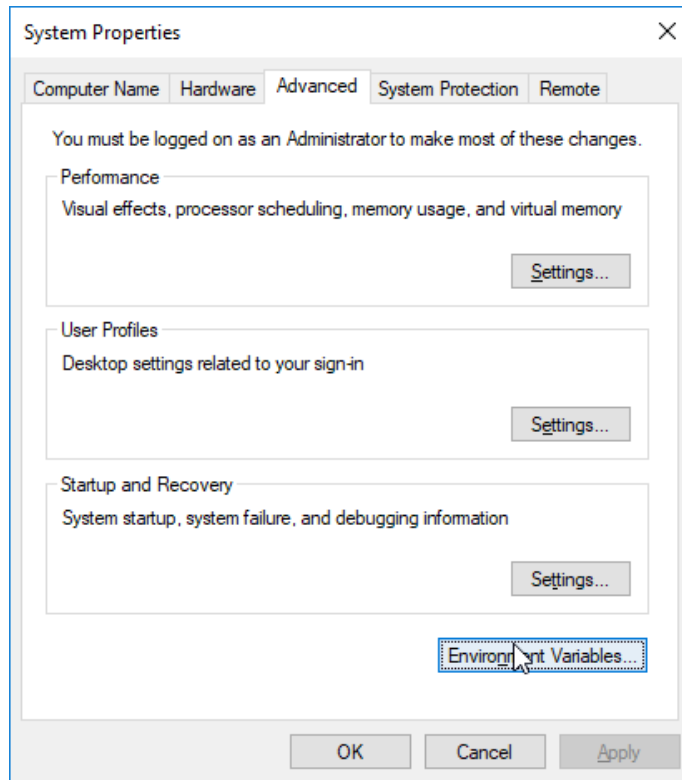 System Properties
Computer Name Hardware Advanced System Protection Remote
You must be logged on as an Administrator to make most of these changes.
Performance
Visual effects, processor scheduling, memory usage, and virtual memory
Settings...
User Profiles
Desktop settings related to your sign-in
Settings...
Startup and Recovery
System startup, system failure, and debugging information
Settings...
Environment Variables...
OK Cancel Apply